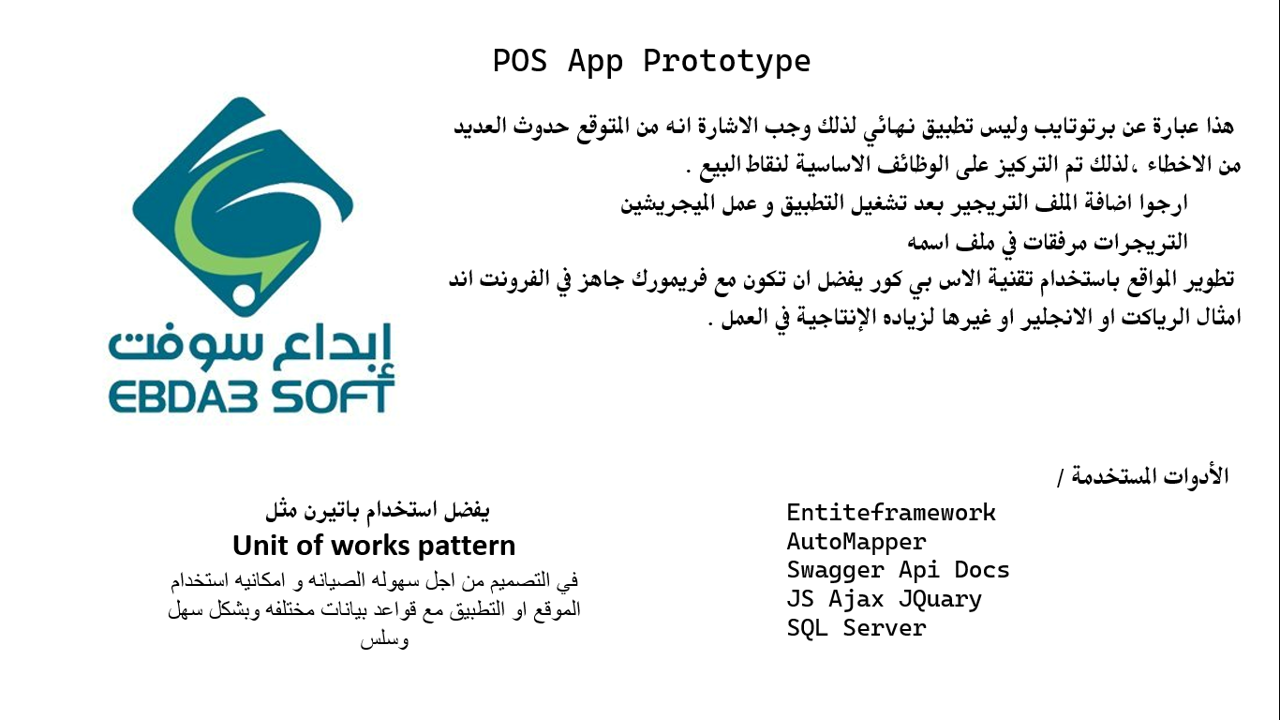 POS App Prototype
هذا عبارة عن برتوتايب وليس تطبيق نهائي لذلك وجب الاشارة انه من المتوقع حدوث العديد
من الاخطاء ،لذلك تم التركيز على الوظائف الاساسية لنقاط البيع .
ارجوا اضافة الملف التريجير بعد تشغيل التطبيق و عمل الميجريشين
التريجرات مرفقات في ملف اسمه
تطوير المواقع باستخدام تقنية الاس بي كور يفضل ان تكون مع فريمورك جاهز في الفرونت اند
امثال الرياكت او الانجلير او غيرها لزياده الإنتاجية في العمل .
إبداع سوفت
EBDA3 SOFT
الأدوات المستخدمة /
Entiteframework
AutoMapper
Swagger Api Docs
JS Ajax JQuary
SQL Server
يفضل استخدام باتيرن مثل
Unit of works pattern
في التصميم من اجل سهوله الصيانه و امكانيه استخدام
الموقع او التطبيق مع قواعد بيانات مختلفه وبشكل سهل
وسلس